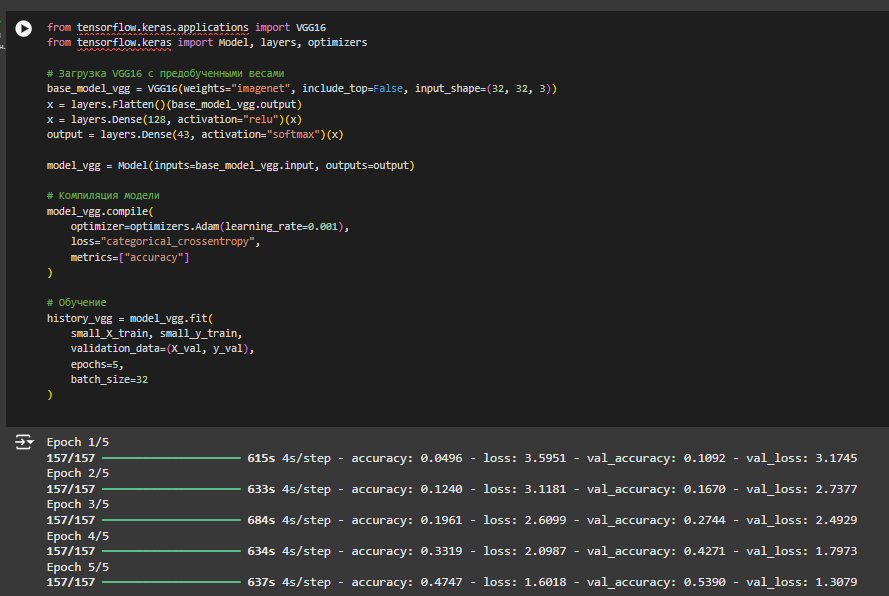 from tensorflow.keras.applications import VGG16
from tensorflow.keras import Model, layers, optimizers
# Загрузка VGG16 с предобученными весами
base_model_vgg = VGG16(weights="imagenet", include_top=False, input_shape=(32, 32, 3))
x = layers.Flatten()(base_model_vgg.output)
x = layers.Dense(128, activation="relu")(x)
output = layers.Dense(43, activation="softmax")(x)
model_vgg = Model(inputs=base_model_vgg.input, outputs=output)
# Компиляция модели
model_vgg.compile(
    optimizer=optimizers.Adam(learning_rate=0.001),
    loss="categorical_crossentropy",
    metrics=["accuracy"]
)
# Обучение
history_vgg = model_vgg.fit(
    small_X_train, small_y_train,
    validation_data=(X_val, y_val),
    epochs=5,
    batch_size=32
)
Epoch 1/5
157/157 615s 4s/step - accuracy: 0.0496 - loss: 3.5951 - val_accuracy: 0.1092 - val_loss: 3.1745
Epoch 2/5
157/157 633s 4s/step - accuracy: 0.1240 - loss: 3.1181 - val_accuracy: 0.1670 - val_loss: 2.7377
Epoch 3/5
157/157 684s 4s/step - accuracy: 0.1961 - loss: 2.6099 - val_accuracy: 0.2744 - val_loss: 2.4929
Epoch 4/5
157/157 634s 4s/step - accuracy: 0.3319 - loss: 2.0987 - val_accuracy: 0.4271 - val_loss: 1.7973
Epoch 5/5
157/157 637s 4s/step - accuracy: 0.4747 - loss: 1.6018 - val_accuracy: 0.5390 - val_loss: 1.3079